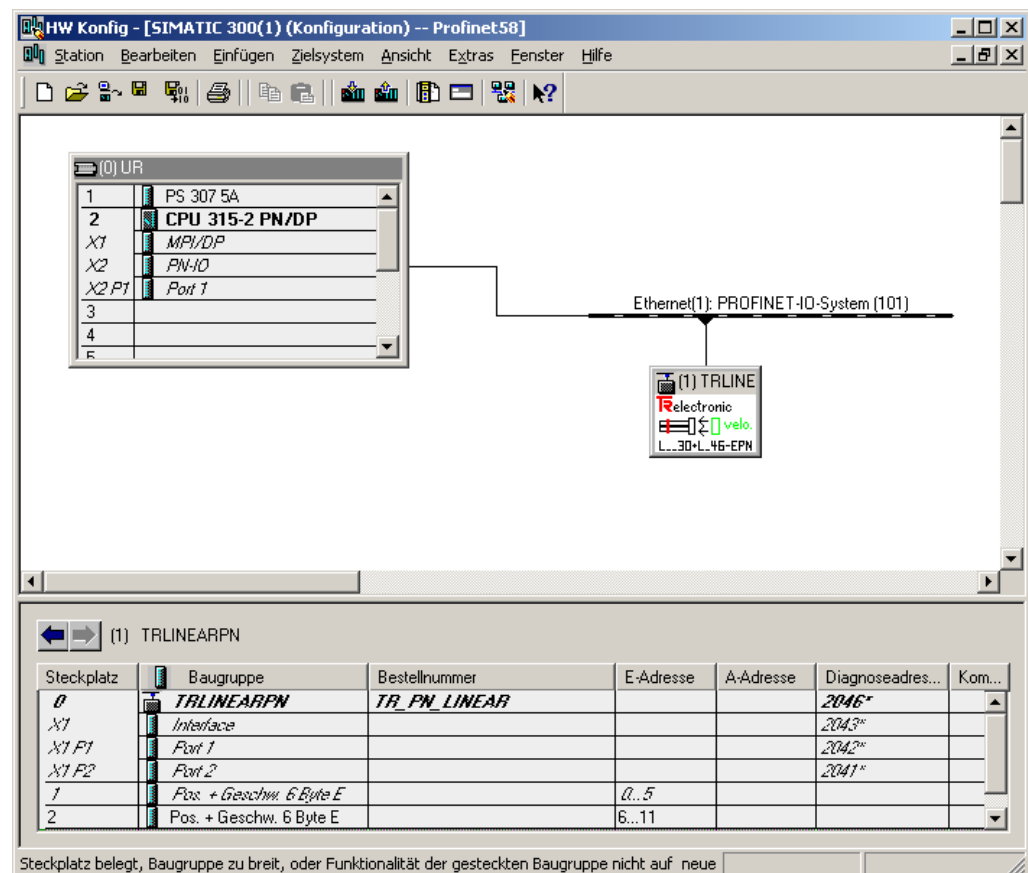 HW Konfig - [SIMATIC 300(1) (Konfiguration) -- Profinet58]
Station Bearbeiten Einfügen Zielsystem Ansicht Extras Fenster Hilfe
(0) UR
1 PS 307 5A
2 CPU 315-2 PN/DP
X1 MPI/DP
X2 PN-IO
X2 P1 Port 1
3
4
5
Ethernet(1): PROFINET-IO-System (101)
(1) TRLINE
TRelectronic
velo.
L__30+L_46-EPN
(1) TRLINEARPN
Steckplatz Baugruppe Bestellnummer E-Adresse A-Adresse Diagnoseadres... Kom...
0 TRLINEARPN TR_PN_LINEAR 2046*
X1 Interface 2043*
X1 P1 Port 1 2042*
X1 P2 Port 2 2041*
1 Pos. + Geschw. 6 Byte E 0...5
2 Pos. + Geschw. 6 Byte E 6...11
Steckplatz belegt, Baugruppe zu breit, oder Funktionalität der gesteckten Baugruppe nicht auf neue